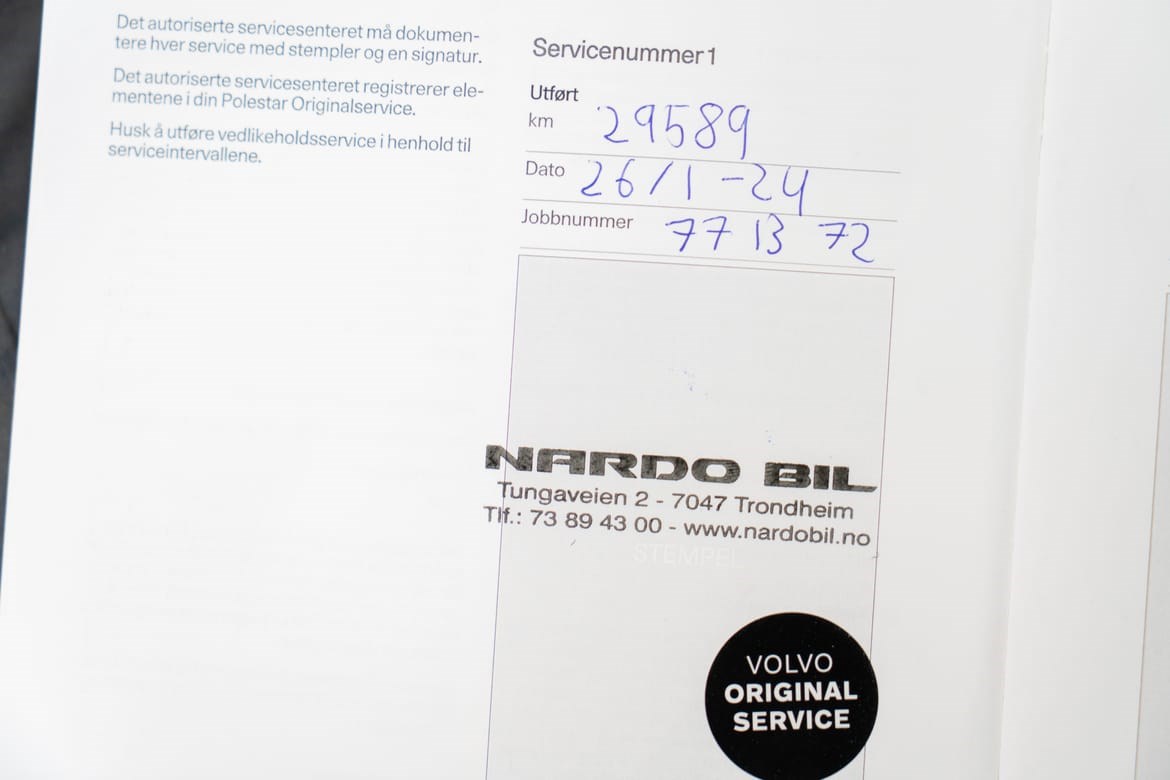 Det autoriserte servicesenteret må dokumen-
tere hver service med stempler og en signatur.
Det autoriserte servicesenteret registrerer ele-
mentene i din Polestar Originalservice.
Husk å utføre vedlikeholdsservice i henhold til
serviceintervallene.
Servicenummer 1
Utført
km 29589
Dato 26/1-24
Jobbnummer 77 13 72
NARDO BIL
Tungaveien 2 - 7047 Trondheim
Tlf.: 73 89 43 00 - www.nardobil.no
STEMPEL
VOLVO
ORIGINAL
SERVICE